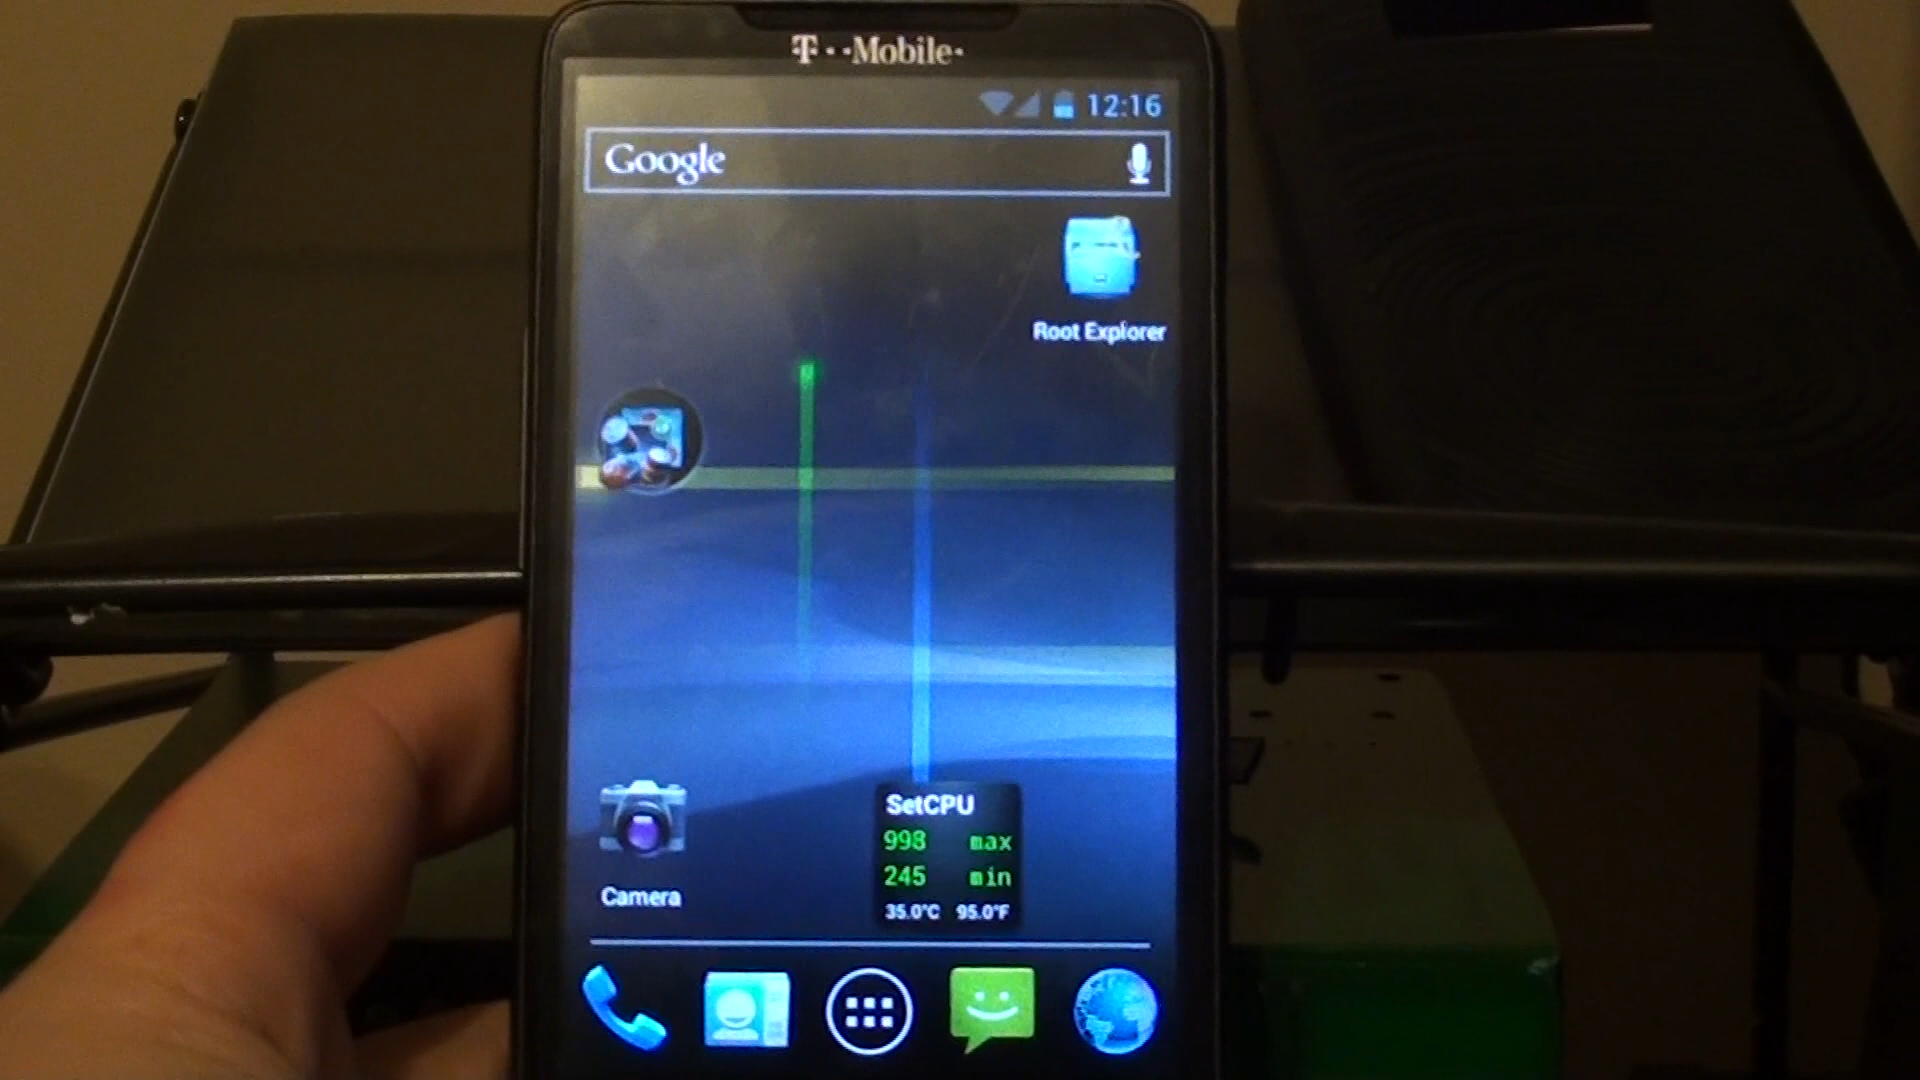 T··Mobile·
12:16
Google
Root Explorer
SetCPU
998 max
245 min
35.0°C 95.0°F
Camera